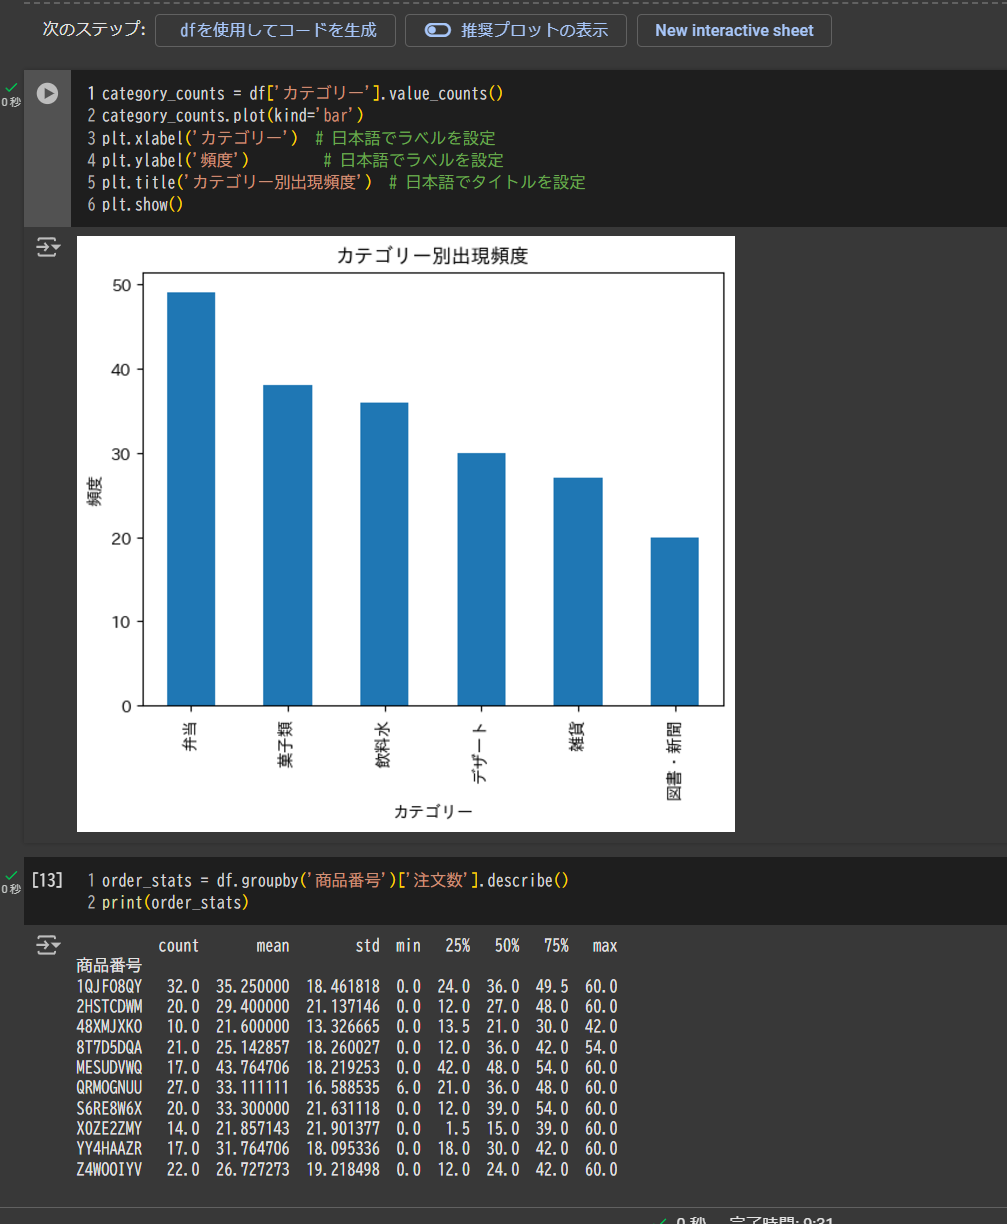 次のステップ: dfを使用してコードを生成 推奨プロットの表示 New interactive sheet
0秒
1 category_counts = df['カテゴリー'].value_counts()
2 category_counts.plot(kind='bar')
3 plt.xlabel('カテゴリー')  # 日本語でラベルを設定
4 plt.ylabel('頻度')         # 日本語でラベルを設定
5 plt.title('カテゴリー別出現頻度')  # 日本語でタイトルを設定
6 plt.show()
カテゴリー別出現頻度
50
40
30
20
10
0
頻度
弁当 菓子類 飲料水 デザート 雑貨 図書・新聞
カテゴリー
0秒
[13]
1 order_stats = df.groupby('商品番号')['注文数'].describe()
2 print(order_stats)
count mean std min 25% 50% 75% max
商品番号
1QJFO8QY 32.0 35.250000 18.461818 0.0 24.0 36.0 49.5 60.0
2HSTCDWM 20.0 29.400000 21.137146 0.0 12.0 27.0 48.0 60.0
48XMJXKO 10.0 21.600000 13.326665 0.0 13.5 21.0 30.0 42.0
8T7D5DQA 21.0 25.142857 18.260027 0.0 12.0 36.0 42.0 54.0
MESUDVWQ 17.0 43.764706 18.219253 0.0 42.0 48.0 54.0 60.0
QRMOGNUU 27.0 33.111111 16.588535 6.0 21.0 36.0 48.0 60.0
S6RE8W6X 20.0 33.300000 21.631118 0.0 12.0 39.0 54.0 60.0
XOZE2ZMY 14.0 21.857143 21.901377 0.0 1.5 15.0 39.0 60.0
YY4HAAZR 17.0 31.764706 18.095336 0.0 18.0 30.0 42.0 60.0
Z4WOOIYV 22.0 26.727273 19.218498 0.0 12.0 24.0 42.0 60.0
0 秒 完了時間: 9:31